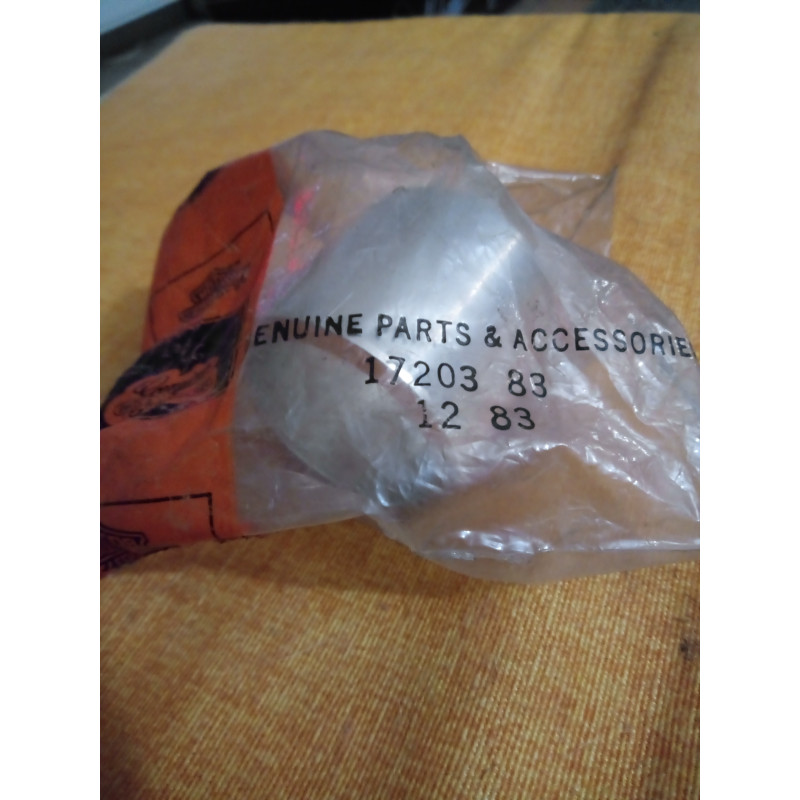 ENUINE PARTS & ACCESSORIE
17203 83
12 83